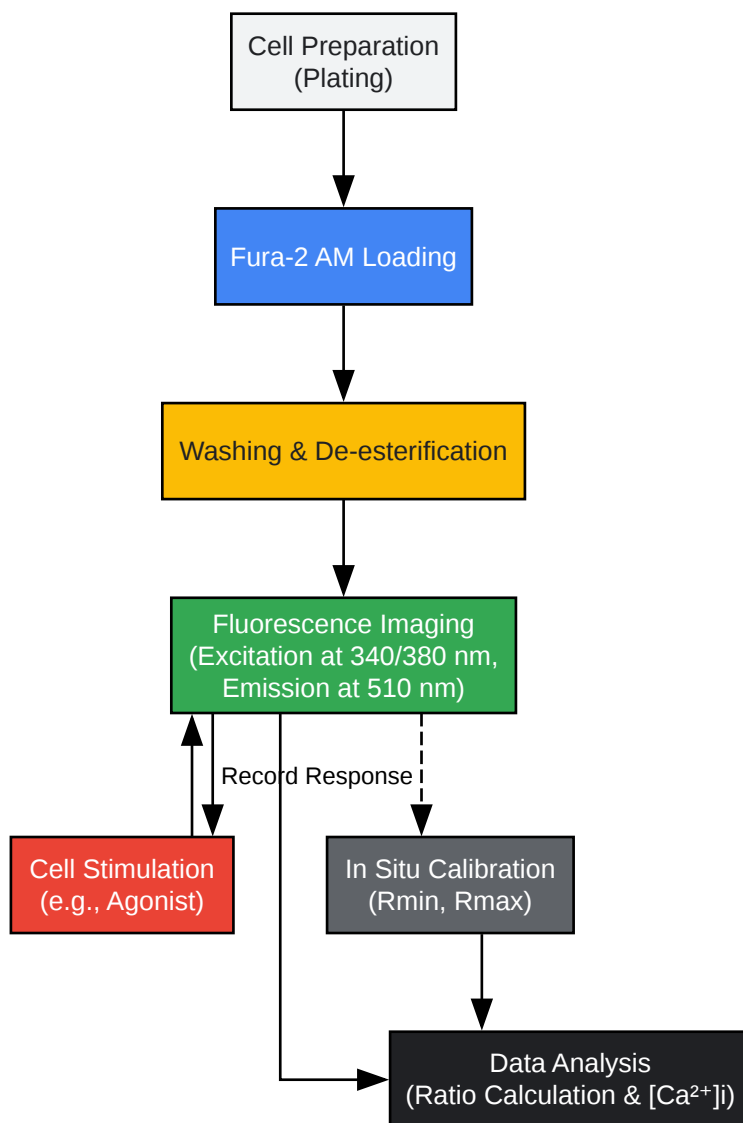 Cell Preparation
(Plating)
Fura-2 AM Loading
Washing & De-esterification
Fluorescence Imaging
(Excitation at 340/380 nm,
Emission at 510 nm)
Record Response
Cell Stimulation
(e.g., Agonist)
In Situ Calibration
(Rmin, Rmax)
Data Analysis
(Ratio Calculation & [Ca²⁺]i)